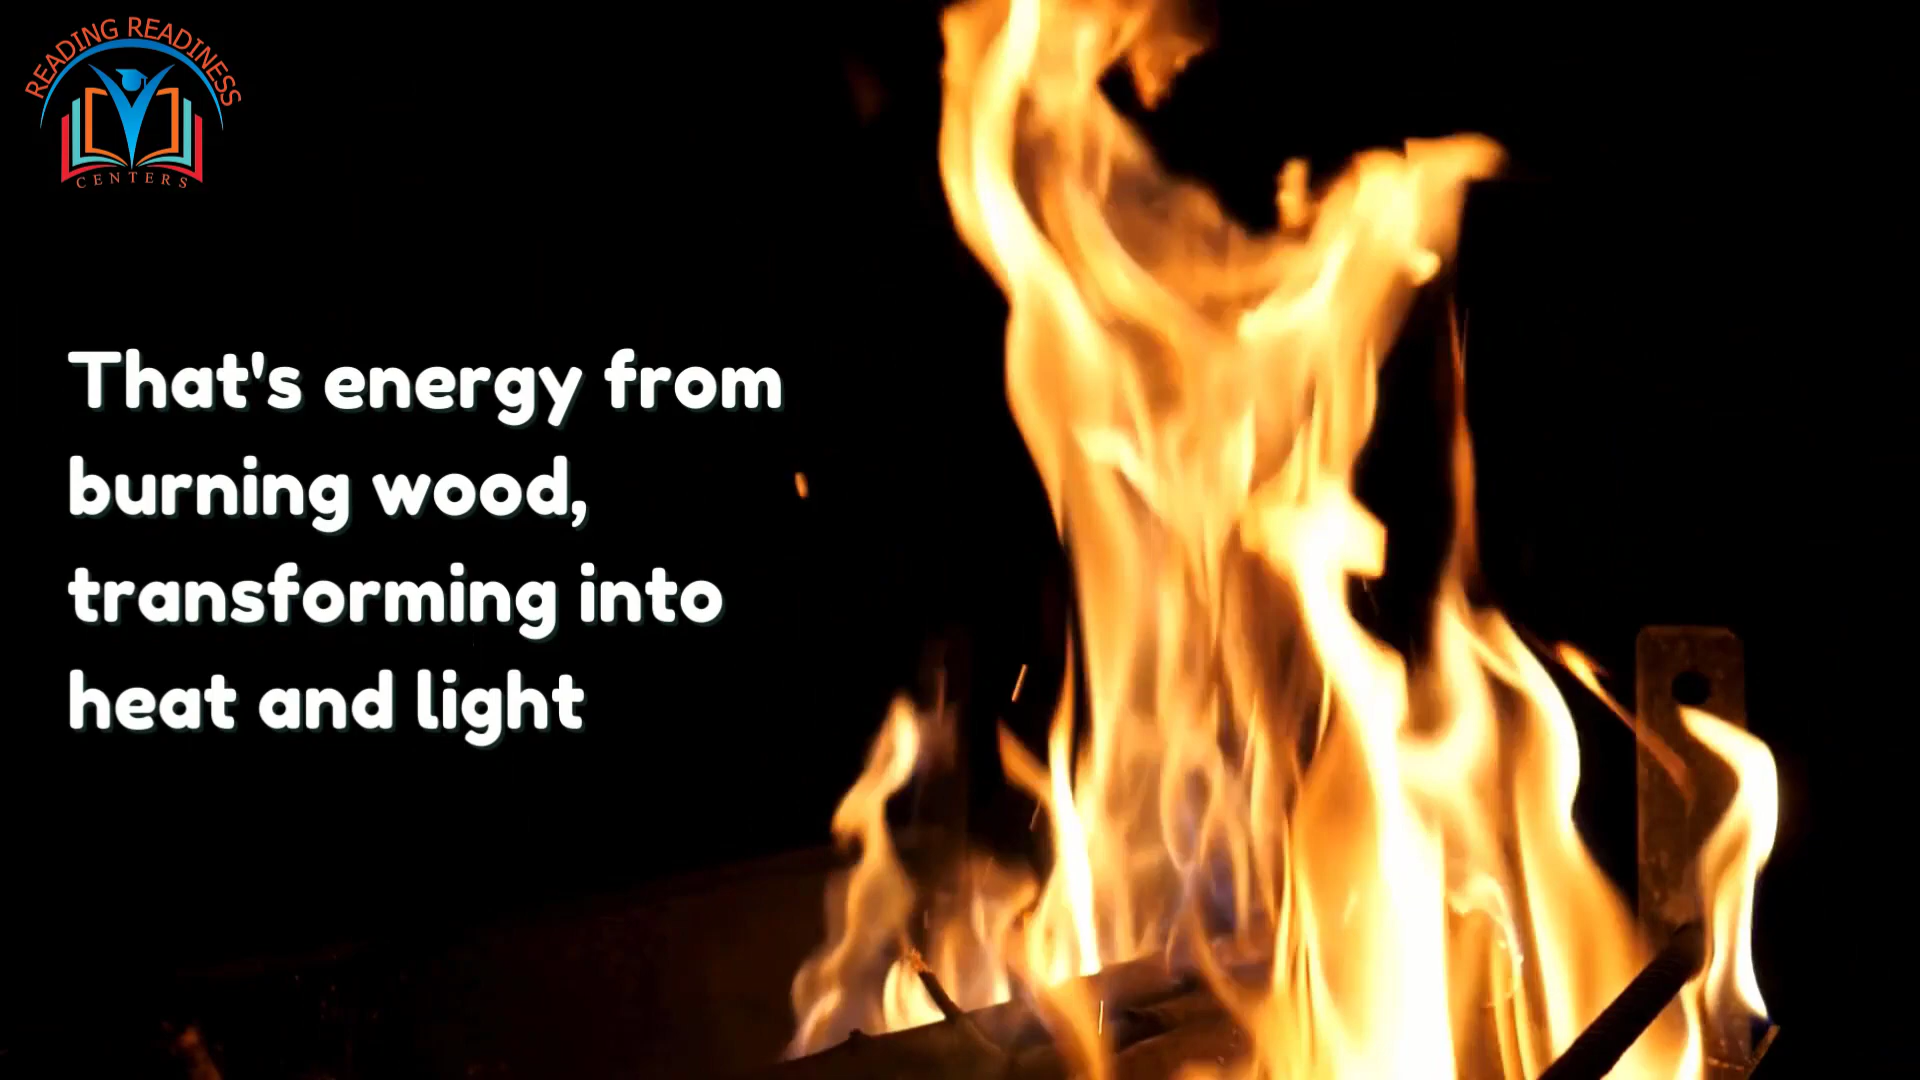 READING READINESS
CENTERS
That's energy from
burning wood,
transforming into
heat and light